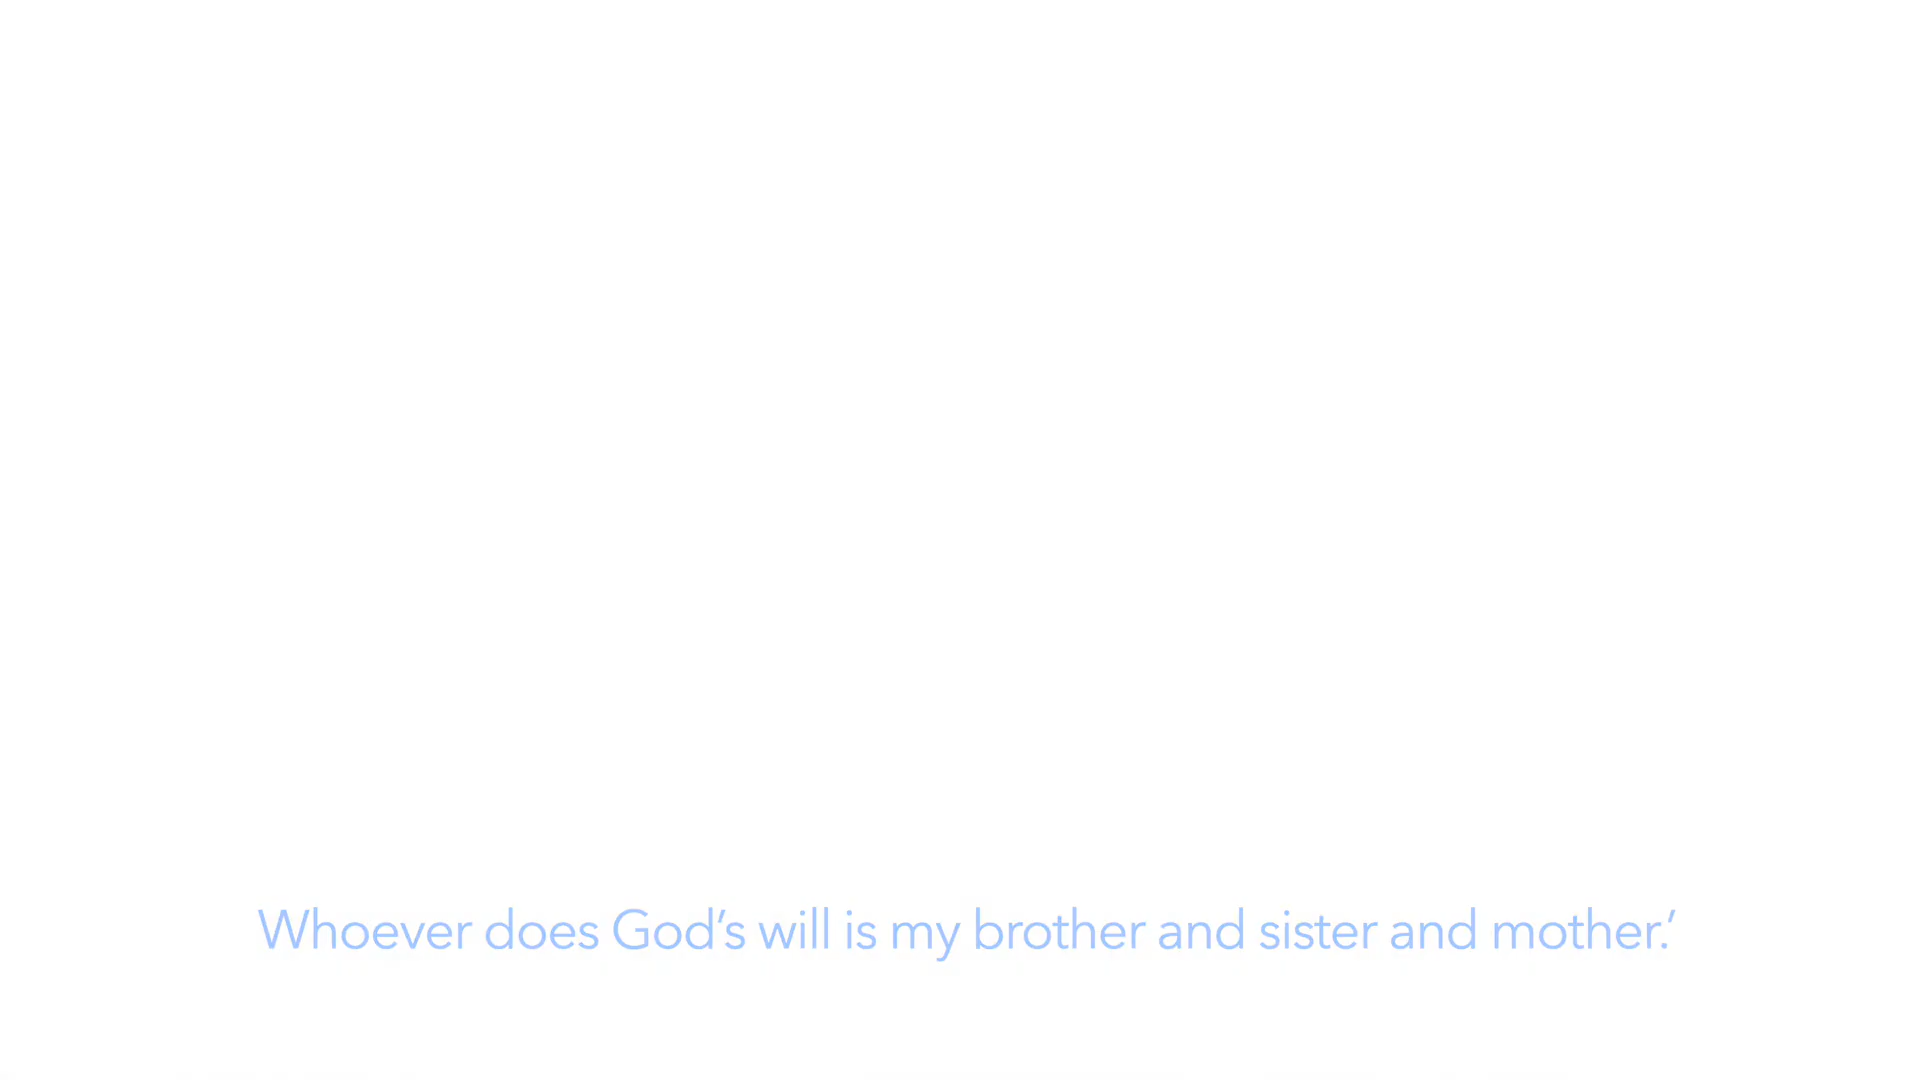 Whoever does God’s will is my brother and sister and mother.’